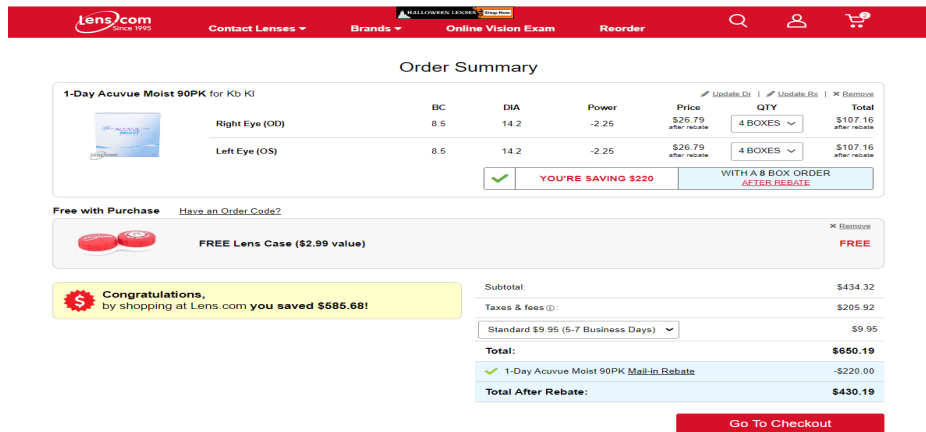 Lens.com
Since 1995
HALLOWEEN LENSES Shop Now
Contact Lenses
Brands
Online Vision Exam
Reorder
2
Order Summary
1-Day Acuvue Moist 90PK for Kb Kl
Update Dr | Update Rx | × Remove
BC DIA Power Price QTY Total
Right Eye (OD) 8.5 14.2 -2.25 $26.79 after rebate 4 BOXES $107.16 after rebate
Left Eye (OS) 8.5 14.2 -2.25 $26.79 after rebate 4 BOXES $107.16 after rebate
ACUVUE
MOIST
Lens.com
YOU'RE SAVING $220
WITH A 8 BOX ORDER
AFTER REBATE
Free with Purchase Have an Order Code?
× Remove
FREE Lens Case ($2.99 value) FREE
Congratulations,
by shopping at Lens.com you saved $585.68!
Subtotal: $434.32
Taxes & fees ⓘ: $205.92
Standard $9.95 (5-7 Business Days) $9.95
Total: $650.19
1-Day Acuvue Moist 90PK Mail-in Rebate -$220.00
Total After Rebate: $430.19
Go To Checkout